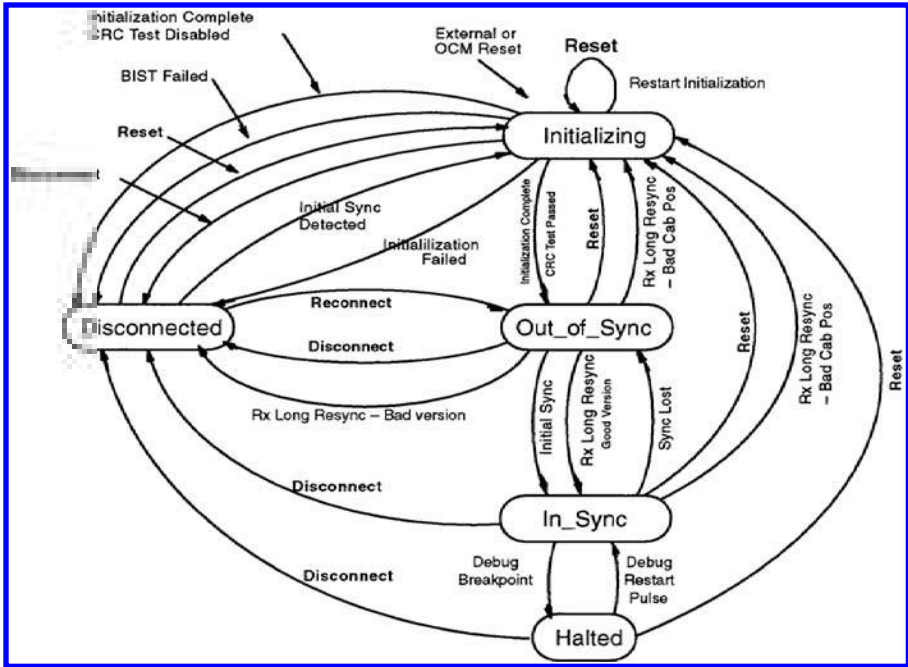 nitialization Complete
CRC Test Disabled
BIST Failed
Reset
External or
OCM Reset
Reset
Restart Initialization
Initializing
Initial Sync
Detected
Initialilization
Failed
Initialization Complete
CRC Test Passed
Reset
Rx Long Resync
– Bad Cab Pos
Disconnected
Reconnect
Disconnect
Rx Long Resync – Bad version
Out_of_Sync
Initial Sync
Rx Long Resync
Good Version
Sync Lost
Reset
Rx Long Resync
– Bad Cab Pos
Reset
Disconnect
In_Sync
Debug
Breakpoint
Debug
Restart
Pulse
Disconnect
Halted